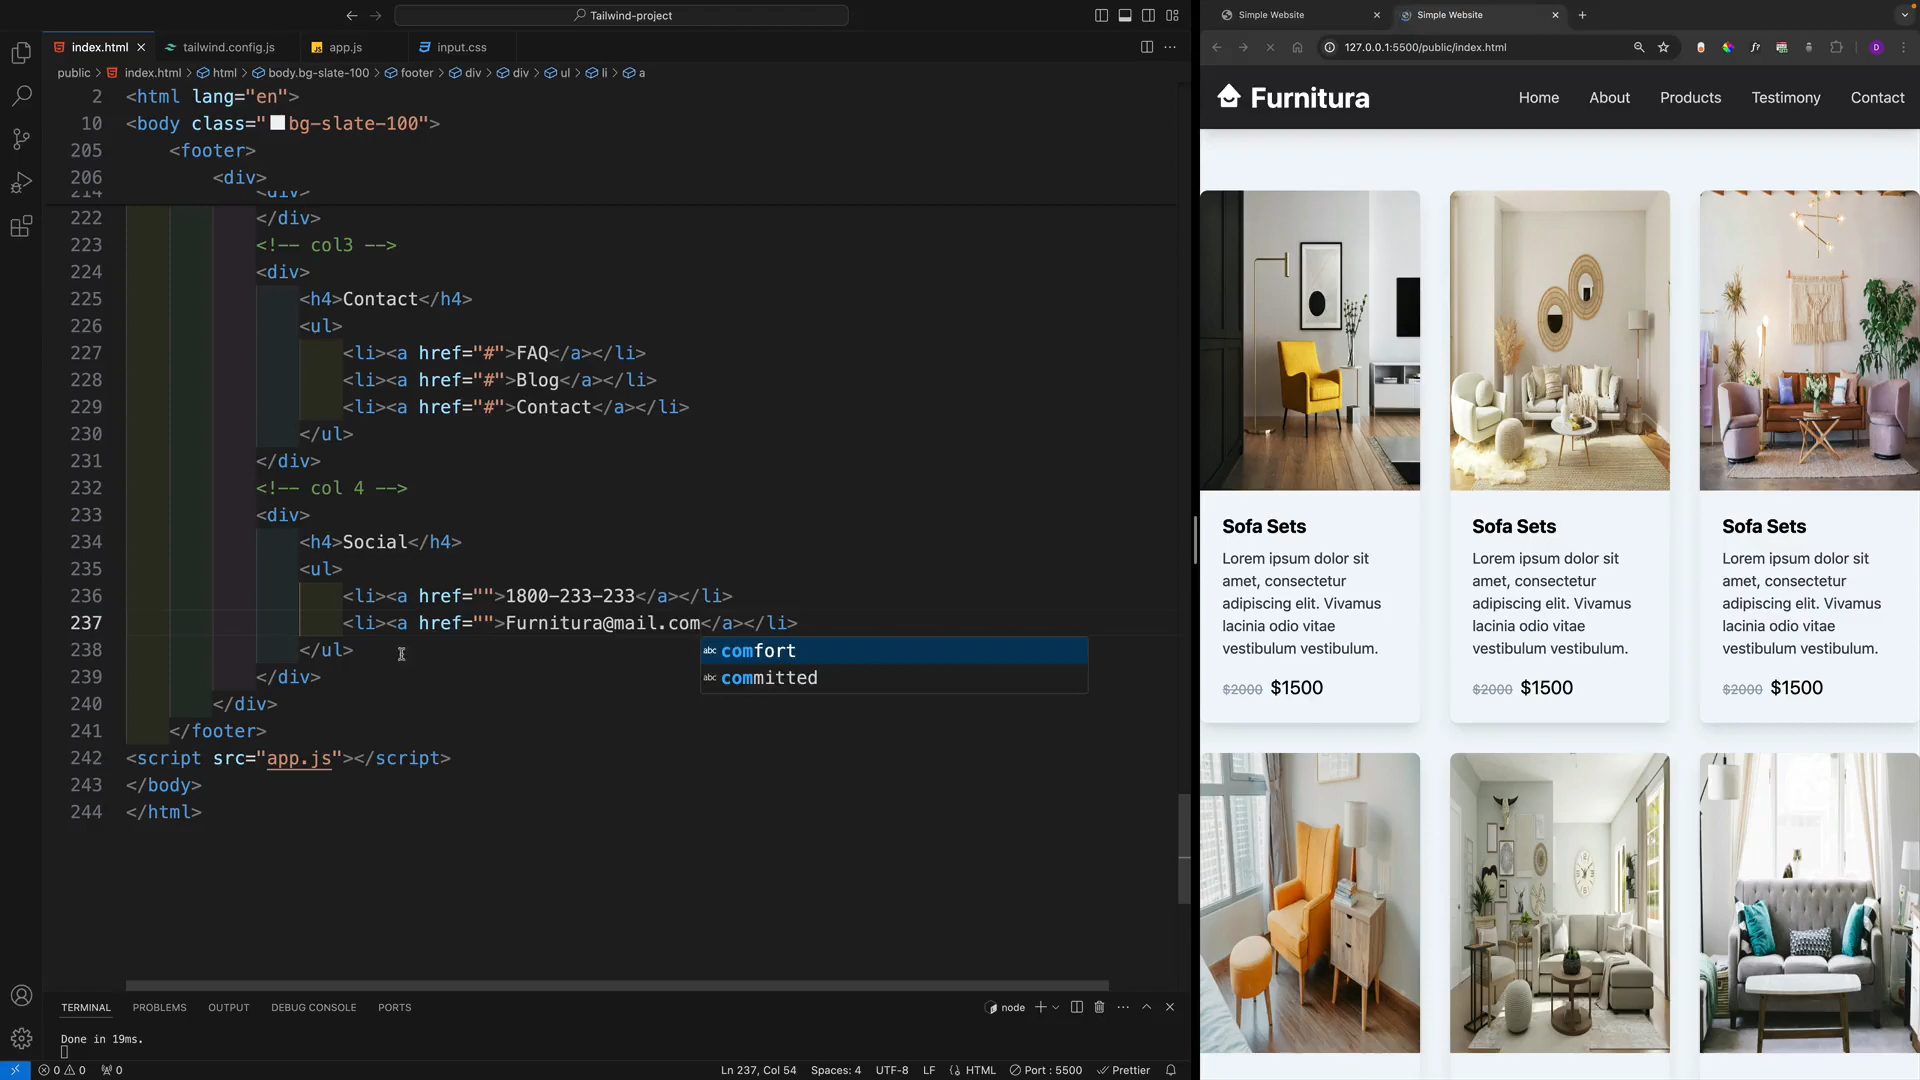 Tailwind-project
index.html
tailwind.config.js
app.js
input.css
public > index.html > html > body.bg-slate-100 > footer > div > div > ul > li > a
2 <html lang="en">
10 <body class="bg-slate-100">
205 <footer>
206 <div>
214 <div>
222 </div>
223 <!-- col3 -->
224 <div>
225 <h4>Contact</h4>
226 <ul>
227 <li><a href="#">FAQ</a></li>
228 <li><a href="#">Blog</a></li>
229 <li><a href="#">Contact</a></li>
230 </ul>
231 </div>
232 <!-- col 4 -->
233 <div>
234 <h4>Social</h4>
235 <ul>
236 <li><a href="">1800-233-233</a></li>
237 <li><a href="">Furnitura@mail.com</a></li>
abc comfort
abc committed
238 </ul>
239 </div>
240 </div>
241 </footer>
242 <script src="app.js"></script>
243 </body>
244 </html>
TERMINAL PROBLEMS OUTPUT DEBUG CONSOLE PORTS
node
Done in 19ms.
0 0 0
Ln 237, Col 54 Spaces: 4 UTF-8 LF {} HTML Port : 5500 Prettier
Simple Website
Simple Website
127.0.0.1:5500/public/index.html
D
Furnitura
Home About Products Testimony Contact
Sofa Sets
Lorem ipsum dolor sit
amet, consectetur
adipiscing elit. Vivamus
lacinia odio vitae
vestibulum vestibulum.
$2000 $1500
Sofa Sets
Lorem ipsum dolor sit
amet, consectetur
adipiscing elit. Vivamus
lacinia odio vitae
vestibulum vestibulum.
$2000 $1500
Sofa Sets
Lorem ipsum dolor sit
amet, consectetur
adipiscing elit. Vivamus
lacinia odio vitae
vestibulum vestibulum.
$2000 $1500